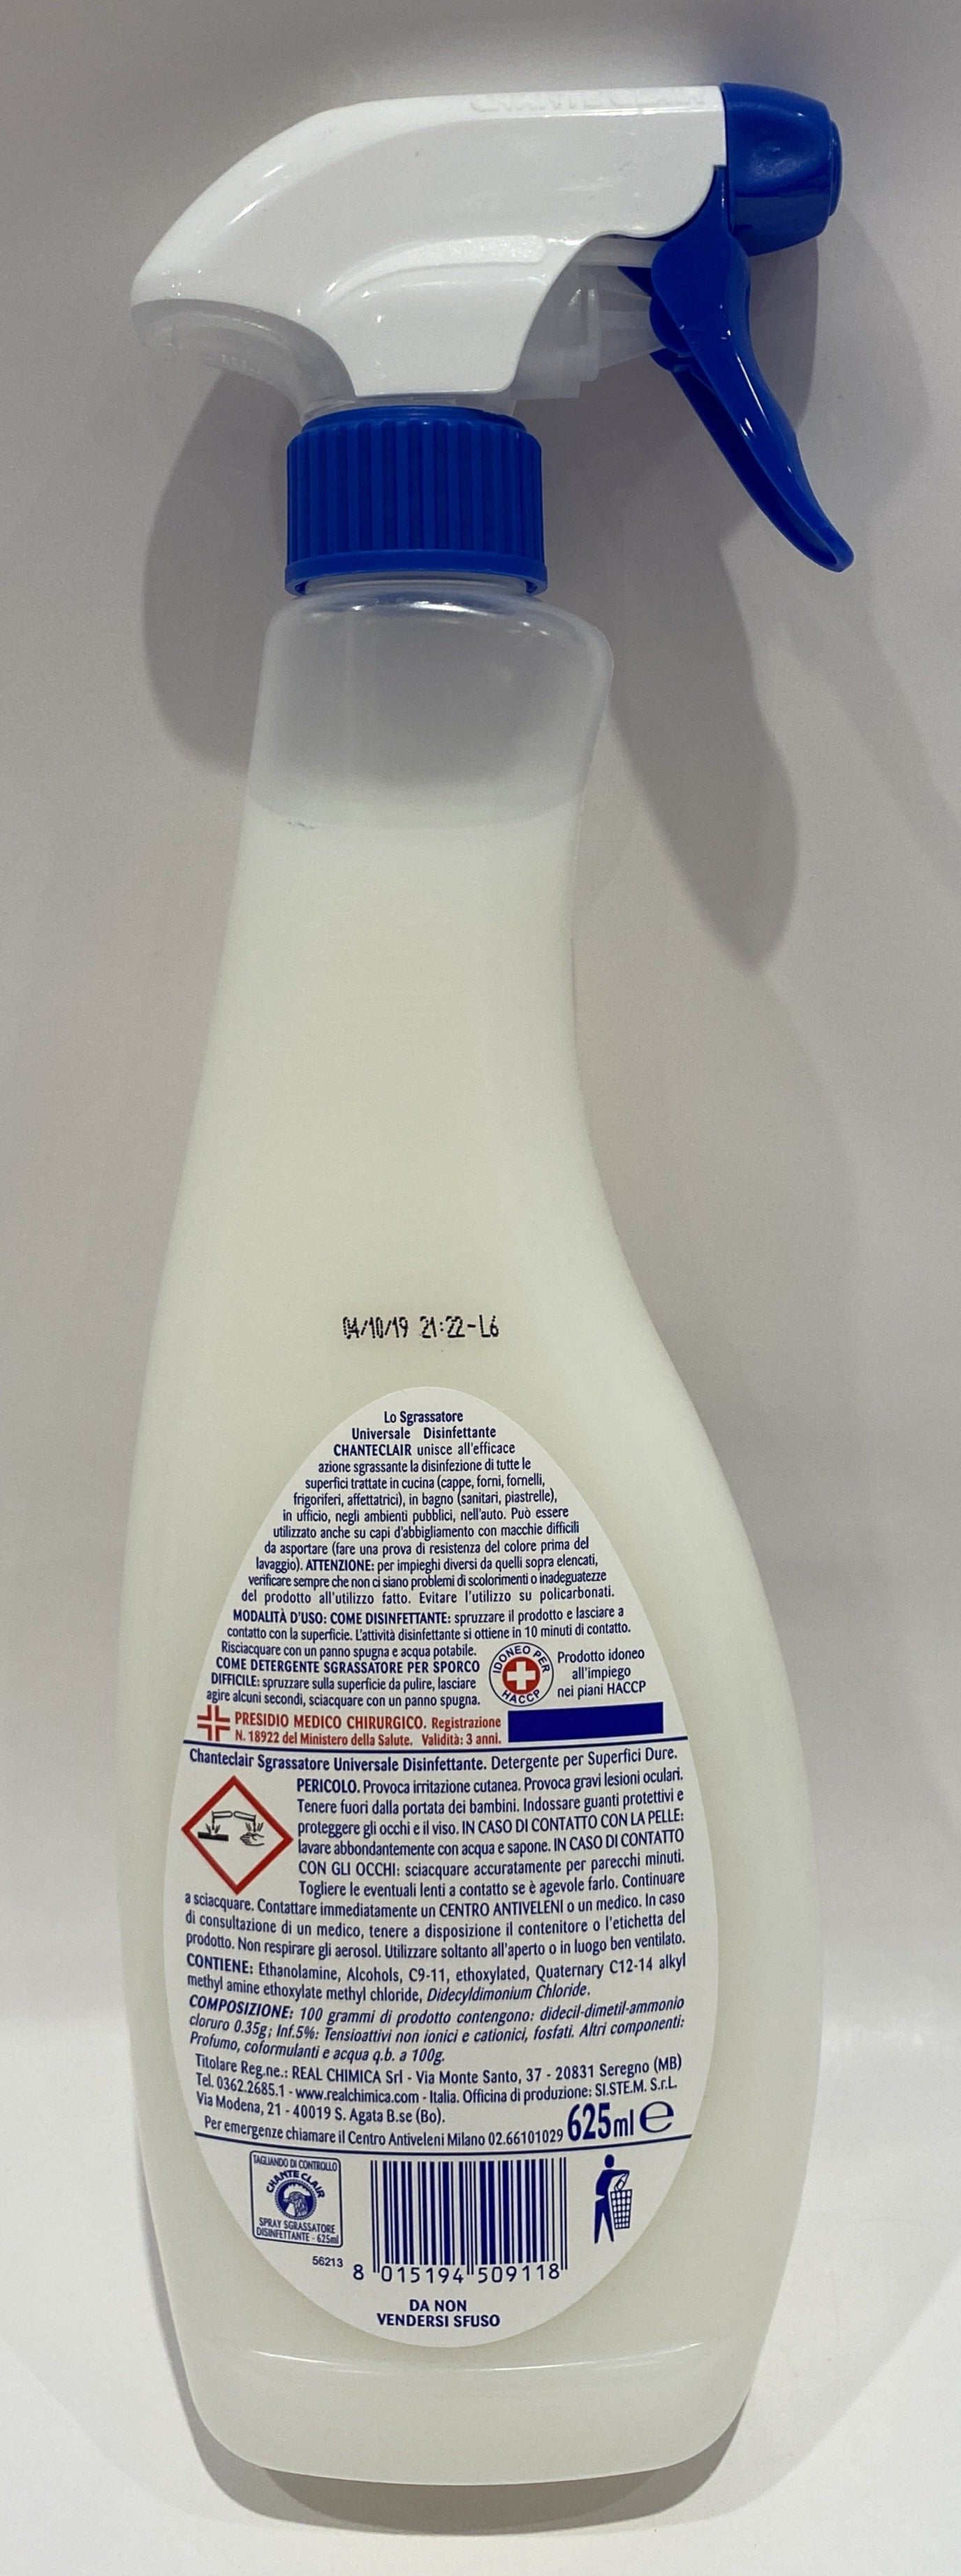 CHANTECLAIR
04/10/19 21:22-L6
Lo Sgrassatore
Universale Disinfettante
CHANTECLAIR unisce all'efficace
azione sgrassante la disinfezione di tutte le
superfici trattate in cucina (cappe, forni, fornelli,
frigoriferi, affettatrici), in bagno (sanitari, piastrelle),
in ufficio, negli ambienti pubblici, nell'auto. Può essere
utilizzato anche su capi d'abbigliamento con macchie difficili
da asportare (fare una prova di resistenza del colore prima del
lavaggio). ATTENZIONE: per impieghi diversi da quelli sopra elencati,
verificare sempre che non ci siano problemi di scolorimenti o inadeguatezze
del prodotto all'utilizzo fatto. Evitare l'utilizzo su policarbonati.
MODALITÀ D'USO: COME DISINFETTANTE: spruzzare il prodotto e lasciare a
contatto con la superficie. L'attività disinfettante si ottiene in 10 minuti di contatto.
Risciacquare con un panno spugna e acqua potabile.
COME DETERGENTE SGRASSATORE PER SPORCO
DIFFICILE: spruzzare sulla superficie da pulire, lasciare
agire alcuni secondi, sciacquare con un panno spugna.
IDONEO PER
HACCP
Prodotto idoneo
all'impiego
nei piani HACCP
PRESIDIO MEDICO CHIRURGICO. Registrazione
N. 18922 del Ministero della Salute. Validità: 3 anni.
Chanteclair Sgrassatore Universale Disinfettante. Detergente per Superfici Dure.
PERICOLO. Provoca irritazione cutanea. Provoca gravi lesioni oculari.
Tenere fuori dalla portata dei bambini. Indossare guanti protettivi e
proteggere gli occhi e il viso. IN CASO DI CONTATTO CON LA PELLE:
lavare abbondantemente con acqua e sapone. IN CASO DI CONTATTO
CON GLI OCCHI: sciacquare accuratamente per parecchi minuti.
Togliere le eventuali lenti a contatto se è agevole farlo. Continuare
a sciacquare. Contattare immediatamente un CENTRO ANTIVELENI o un medico. In caso
di consultazione di un medico, tenere a disposizione il contenitore o l'etichetta del
prodotto. Non respirare gli aerosol. Utilizzare soltanto all'aperto o in luogo ben ventilato.
CONTIENE: Ethanolamine, Alcohols, C9-11, ethoxylated, Quaternary C12-14 alkyl
methyl amine ethoxylate methyl chloride, Didecyldimonium Chloride.
COMPOSIZIONE: 100 grammi di prodotto contengono: didecil-dimetil-ammonio
cloruro 0.35g; Inf.5%: Tensioattivi non ionici e cationici, fosfati. Altri componenti:
Profumo, coformulanti e acqua q.b. a 100g.
Titolare Reg.ne.: REAL CHIMICA Srl - Via Monte Santo, 37 - 20831 Seregno (MB)
Tel. 0362.2685.1 - www.realchimica.com - Italia. Officina di produzione: SI.STE.M. S.r.L.
Via Modena, 21 - 40019 S. Agata B.se (Bo).
Per emergenze chiamare il Centro Antiveleni Milano 02.66101029
625ml e
TAGLIANDO DI CONTROLLO
CHANTE CLAIR
SPRAY SGRASSATORE
DISINFETTANTE - 625ml
56213
8 015194 509118
DA NON
VENDERSI SFUSO